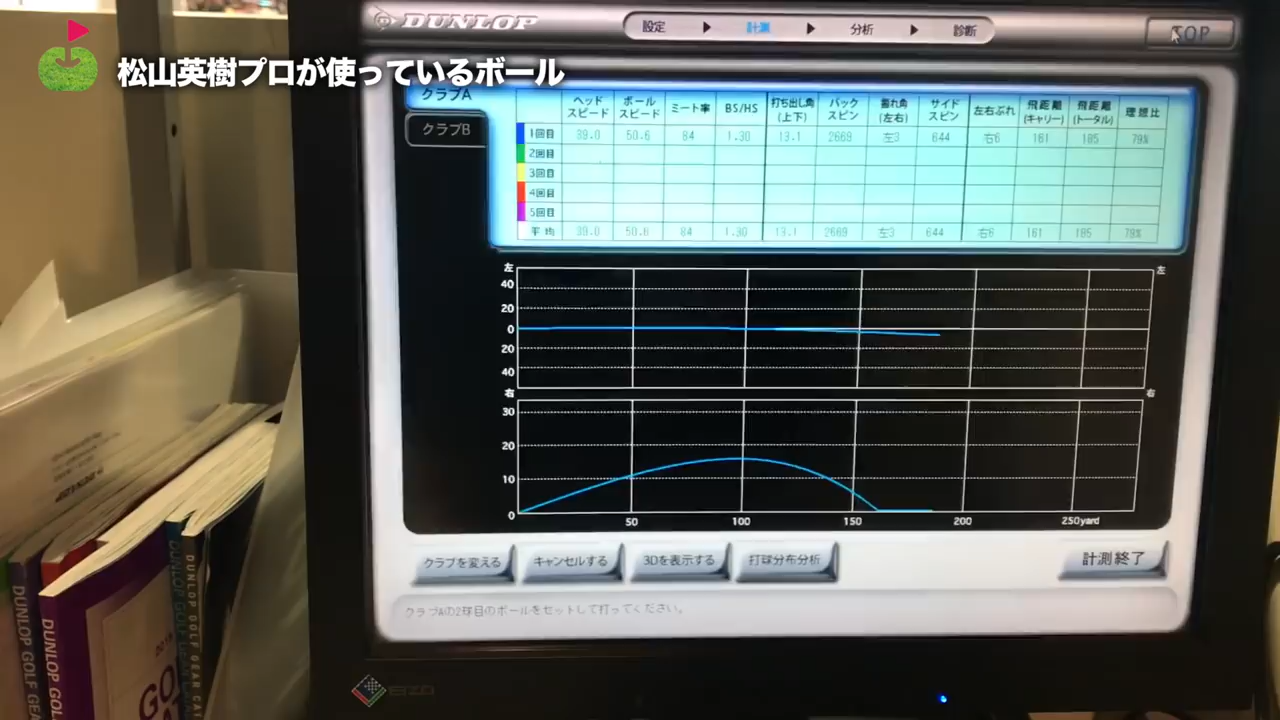 DUNLOP
設定 ▶ 計測 ▶ 分析 ▶ 診断
TOP
松山英樹プロが使っているボール
クラブA
クラブB
ヘッドスピード ボールスピード ミート率 BS/HS 打ち出し角(上下) バックスピン 振れ角(左右) サイドスピン 左右ぶれ 飛距離(キャリー) 飛距離(トータル) 理想比
1回目 39.0 50.6 84 1.30 13.1 2669 左3 644 右6 161 185 79%
2回目
3回目
4回目
5回目
平均 39.0 50.6 84 1.30 13.1 2669 左3 644 右6 161 185 79%
左 左
40
20
0
20
40
右 右
30
20
10
0
50 100 150 200 250yard
クラブを変える キャンセルする 3Dを表示する 打球分布分析 計測終了
クラブAの2球目のボールをセットして打ってください。
EIZO
DUNLOP
DUNLOP GOLF GEA
DUNLOP GOL
GO
DUNLOP GOLF GEAR CAT